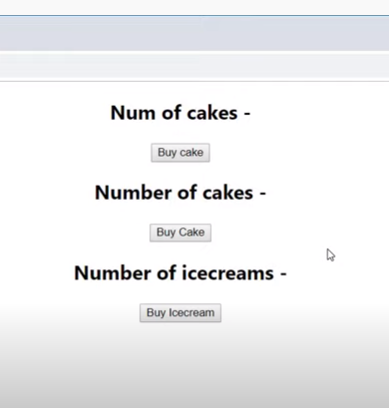 Num of cakes -
Buy cake
Number of cakes -
Buy Cake
Number of icecreams -
Buy Icecream